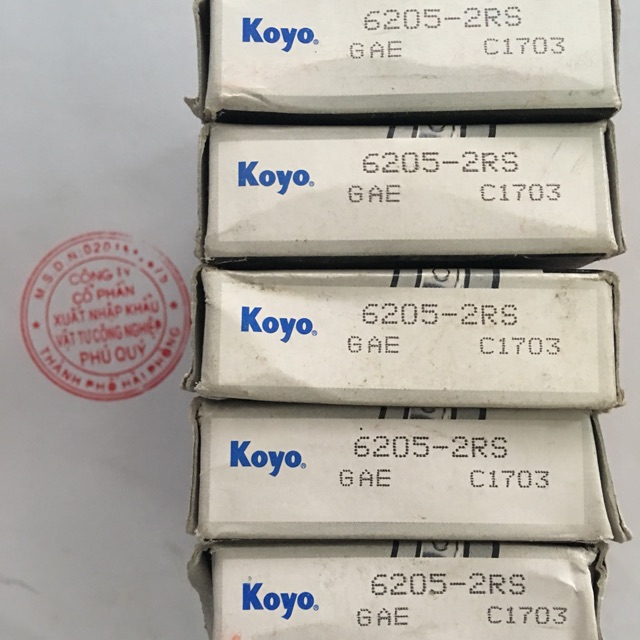 Koyo 6205-2RS
GAE C1703
Koyo 6205-2RS
GAE C1703
M.S.D.N:0201
CÔNG TY
CỔ PHẦN
XUẤT NHẬP KHẨU
VẬT TƯ CÔNG NGHIỆP
PHÚ QUÝ
THÀNH PHỐ HẢI PHÒNG
Koyo 6205-2RS
GAE C1703
Koyo 6205-2RS
GAE C1703
Koyo 6205-2RS
GAE C1703